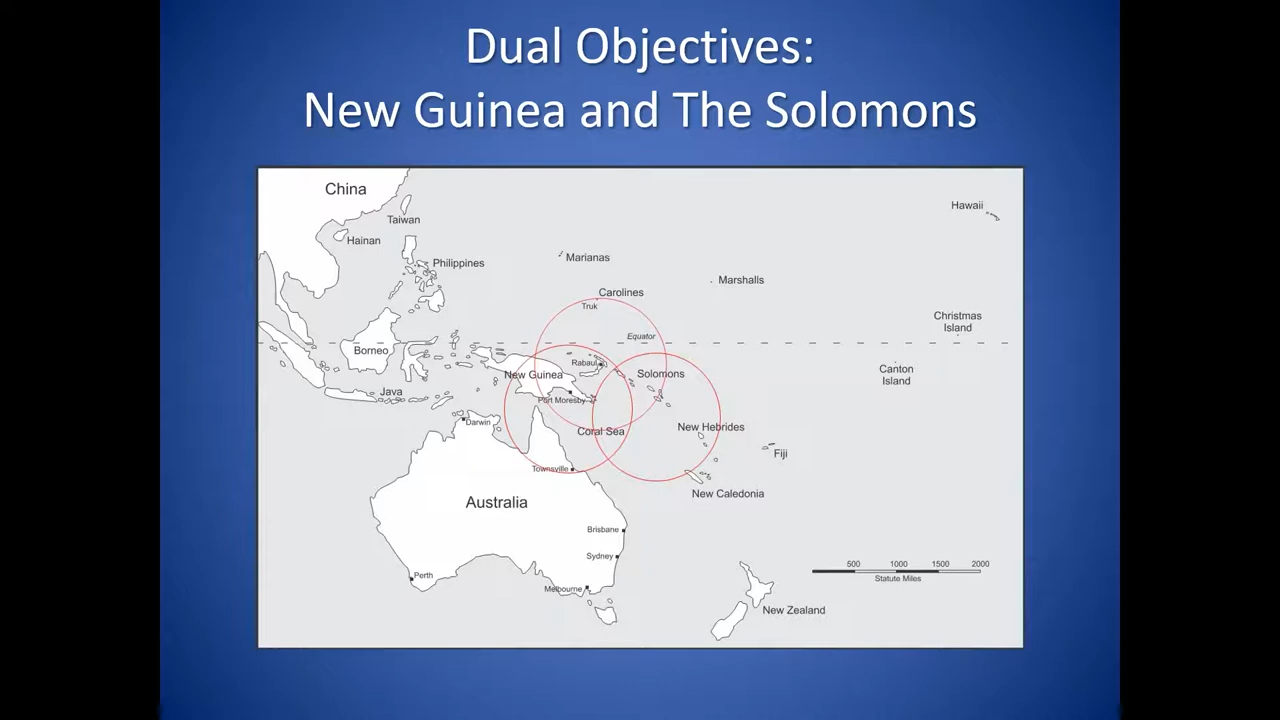 Dual Objectives:
New Guinea and The Solomons
China
Hawaii
Taiwan
Hainan
Marianas
Philippines
Marshalls
Carolines
Truk
Christmas
Island
Equator
Borneo
Rabaul
Canton
Island
New Guinea
Solomons
Java
Port Moresby
Darwin
Coral Sea
New Hebrides
Fiji
Townsville
New Caledonia
Australia
Brisbane
Sydney
500 1000 1500 2000
Statute Miles
Perth
Melbourne
New Zealand